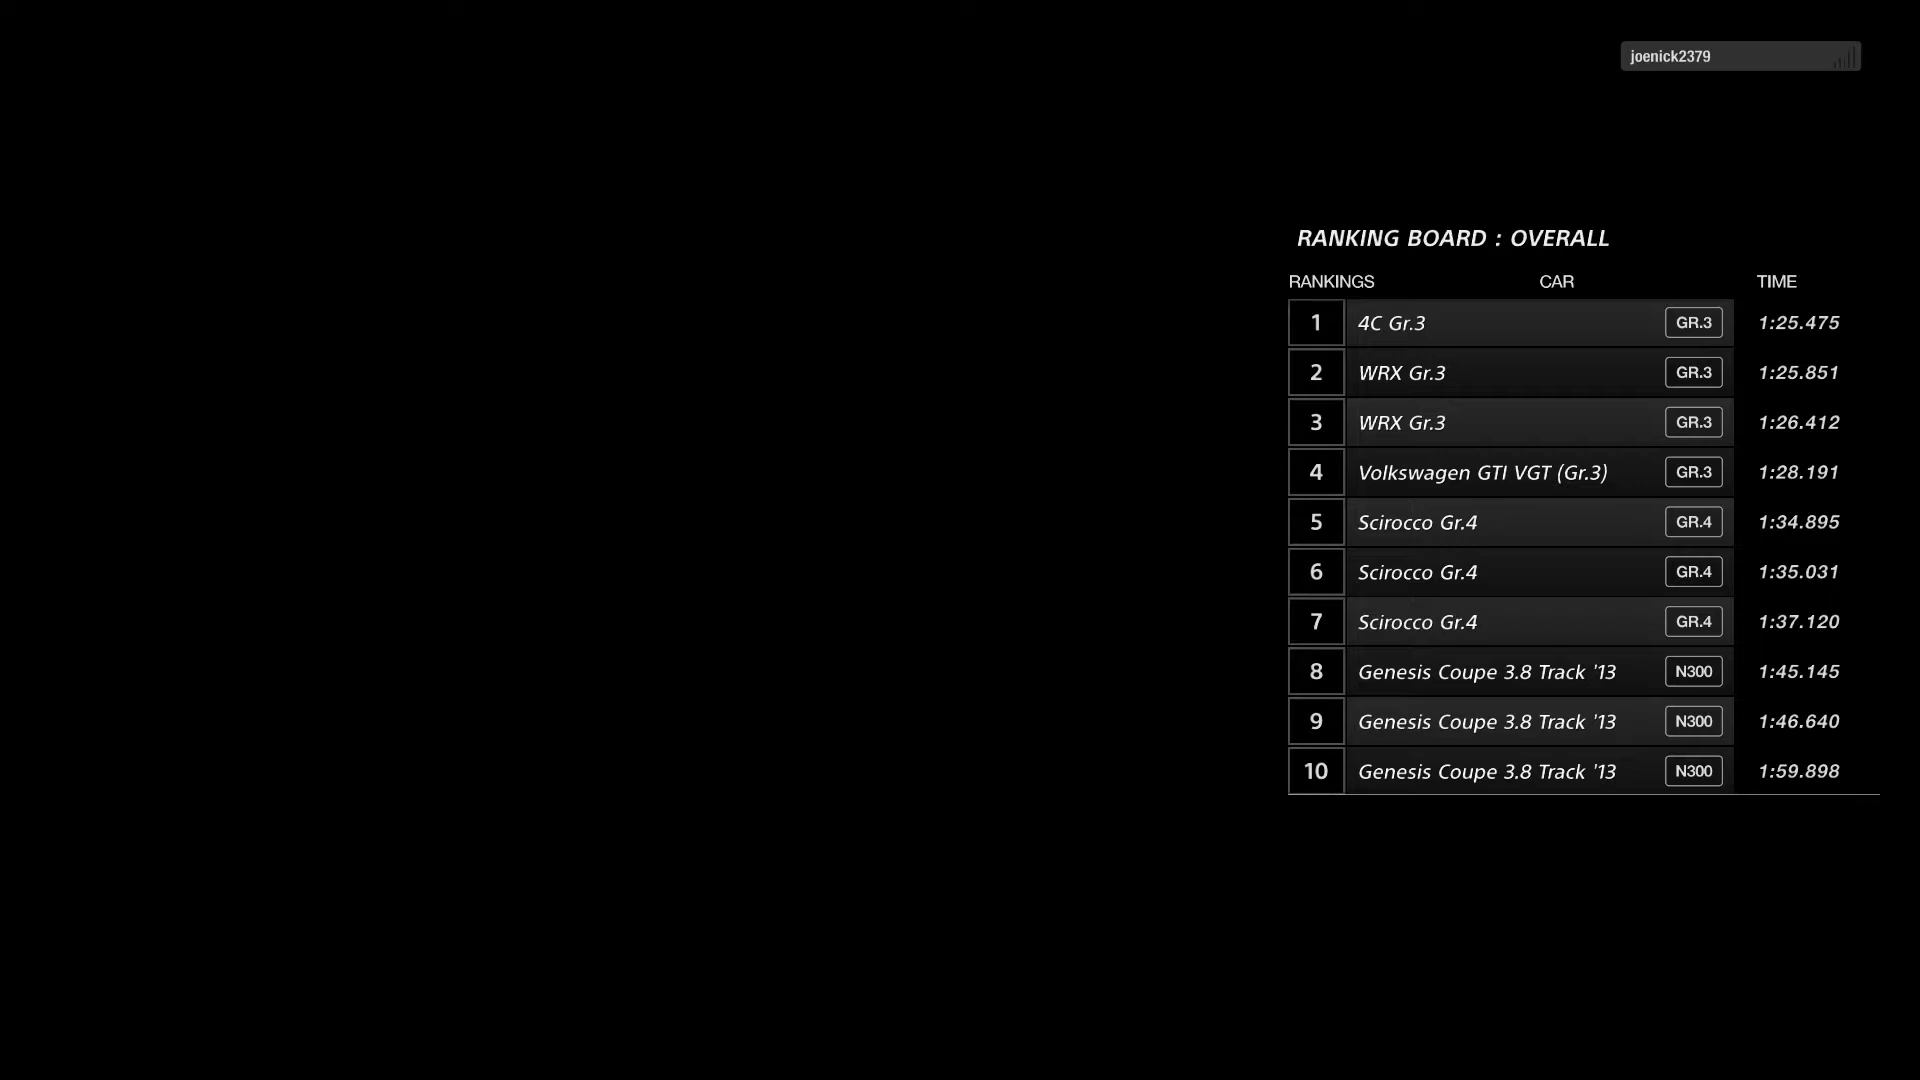 joenick2379
RANKING BOARD : OVERALL
RANKINGS CAR TIME
1 4C Gr.3 GR.3 1:25.475
2 WRX Gr.3 GR.3 1:25.851
3 WRX Gr.3 GR.3 1:26.412
4 Volkswagen GTI VGT (Gr.3) GR.3 1:28.191
5 Scirocco Gr.4 GR.4 1:34.895
6 Scirocco Gr.4 GR.4 1:35.031
7 Scirocco Gr.4 GR.4 1:37.120
8 Genesis Coupe 3.8 Track '13 N300 1:45.145
9 Genesis Coupe 3.8 Track '13 N300 1:46.640
10 Genesis Coupe 3.8 Track '13 N300 1:59.898